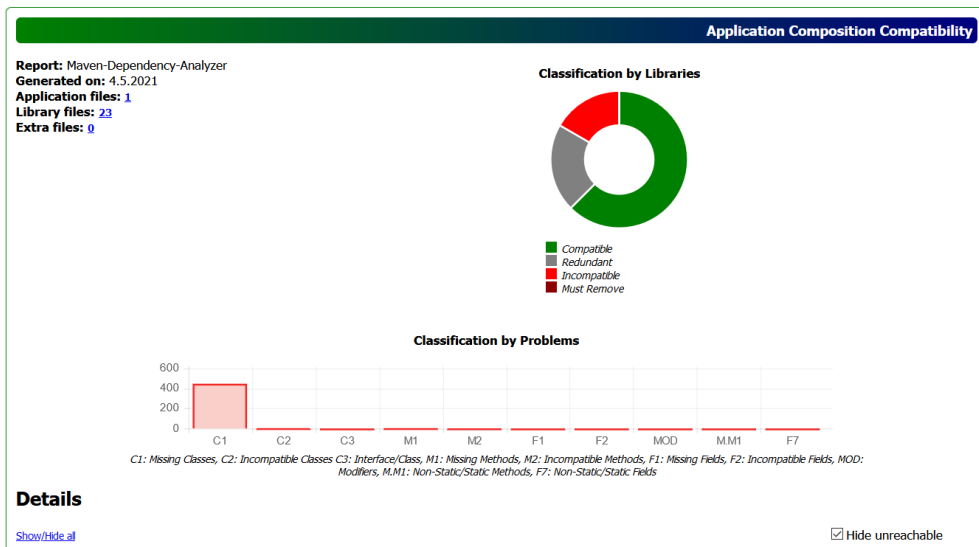 Application Composition Compatibility
Report: Maven-Dependency-Analyzer
Generated on: 4.5.2021
Application files: 1
Library files: 23
Extra files: 0
Classification by Libraries
Compatible
Redundant
Incompatible
Must Remove
Classification by Problems
600
400
200
0
C1 C2 C3 M1 M2 F1 F2 MOD M.M1 F7
C1: Missing Classes, C2: Incompatible Classes C3: Interface/Class, M1: Missing Methods, M2: Incompatible Methods, F1: Missing Fields, F2: Incompatible Fields, MOD:
Modifiers, M.M1: Non-Static/Static Methods, F7: Non-Static/Static Fields
Details
Show/Hide all
Hide unreachable